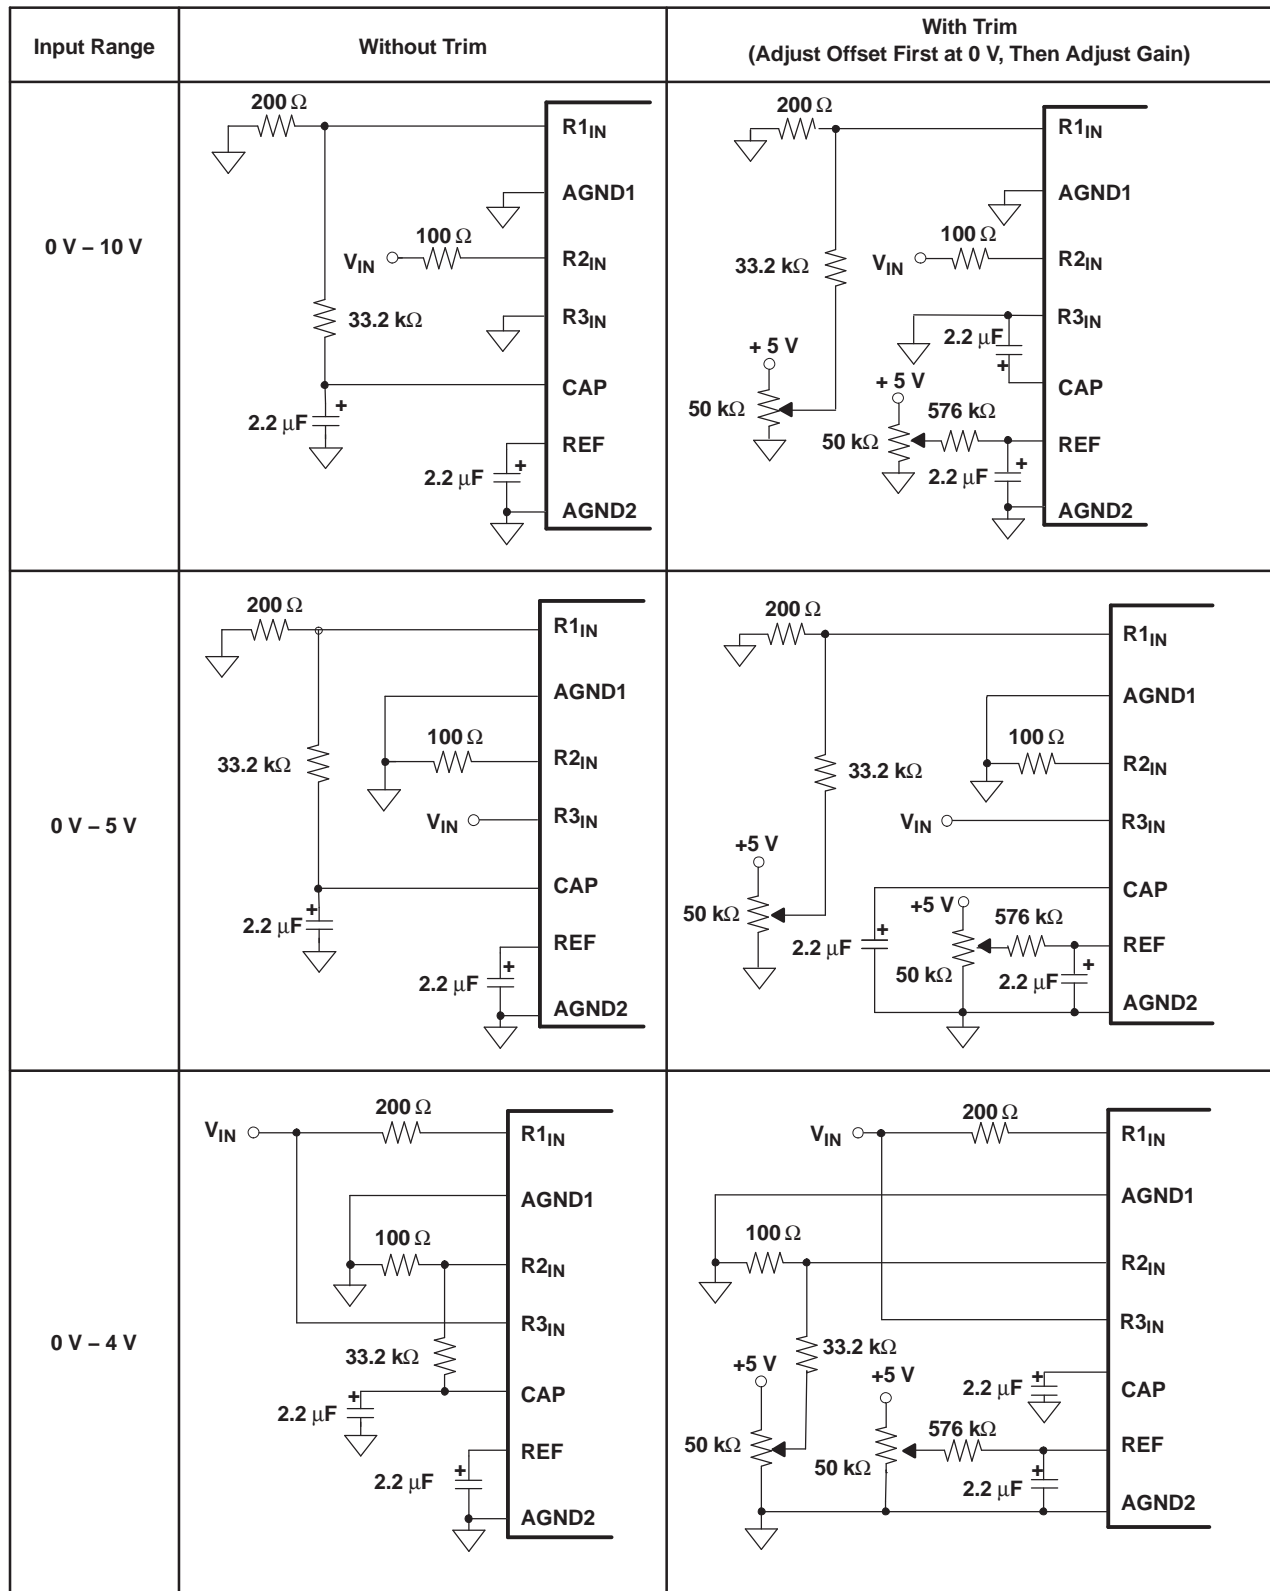 Input Range
Without Trim
With Trim
(Adjust Offset First at 0 V, Then Adjust Gain)
0 V – 10 V
200 Ω
R1IN
AGND1
100 Ω
VIN
R2IN
33.2 kΩ
R3IN
CAP
+
2.2 μF
REF
+
2.2 μF
AGND2
200 Ω
R1IN
AGND1
100 Ω
33.2 kΩ
VIN
R2IN
R3IN
2.2 μF
+
+ 5 V
CAP
+ 5 V
50 kΩ
576 kΩ
50 kΩ
REF
+
2.2 μF
AGND2
0 V – 5 V
200 Ω
R1IN
AGND1
100 Ω
33.2 kΩ
R2IN
VIN
R3IN
CAP
+
2.2 μF
REF
+
2.2 μF
AGND2
200 Ω
R1IN
AGND1
100 Ω
33.2 kΩ
R2IN
VIN
R3IN
+5 V
CAP
50 kΩ
+5 V
+
576 kΩ
2.2 μF
REF
50 kΩ
+
2.2 μF
AGND2
0 V – 4 V
200 Ω
VIN
R1IN
AGND1
100 Ω
R2IN
R3IN
33.2 kΩ
CAP
+
2.2 μF
REF
+
2.2 μF
AGND2
200 Ω
VIN
R1IN
AGND1
100 Ω
R2IN
R3IN
33.2 kΩ
+5 V
+5 V
+
2.2 μF
CAP
576 kΩ
50 kΩ
REF
50 kΩ
+
2.2 μF
AGND2